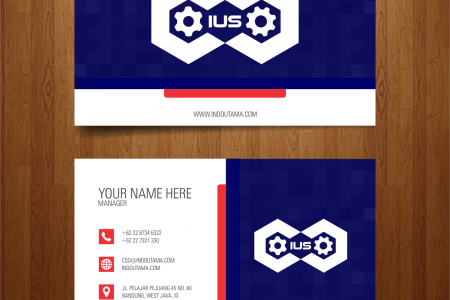 IUS
WWW.INDOUTAMA.COM
YOUR NAME HERE
MANAGER
+ 62 22 8734 6322
+ 62 22 7321 330
CSD@INDOUTAMA.COM
INDOUTAMA.COM
JL. PELAJAR PEJUANG 45 NO. 80
BANDUNG, WEST JAVA, ID
IUS